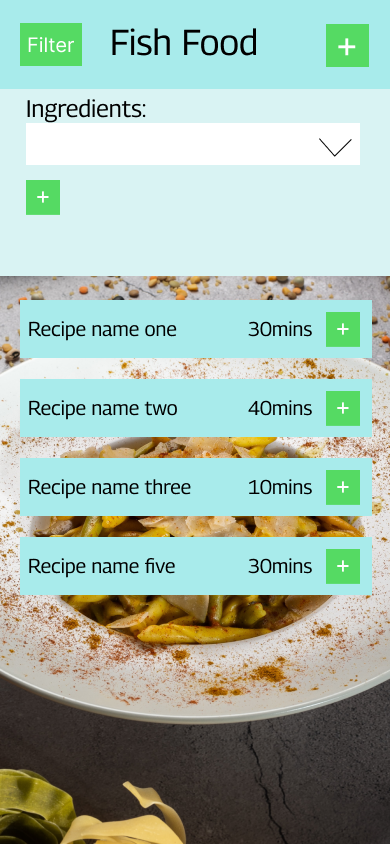 Filter Fish Food +
Ingredients:
+
Recipe name one 30mins +
Recipe name two 40mins +
Recipe name three 10mins +
Recipe name five 30mins +